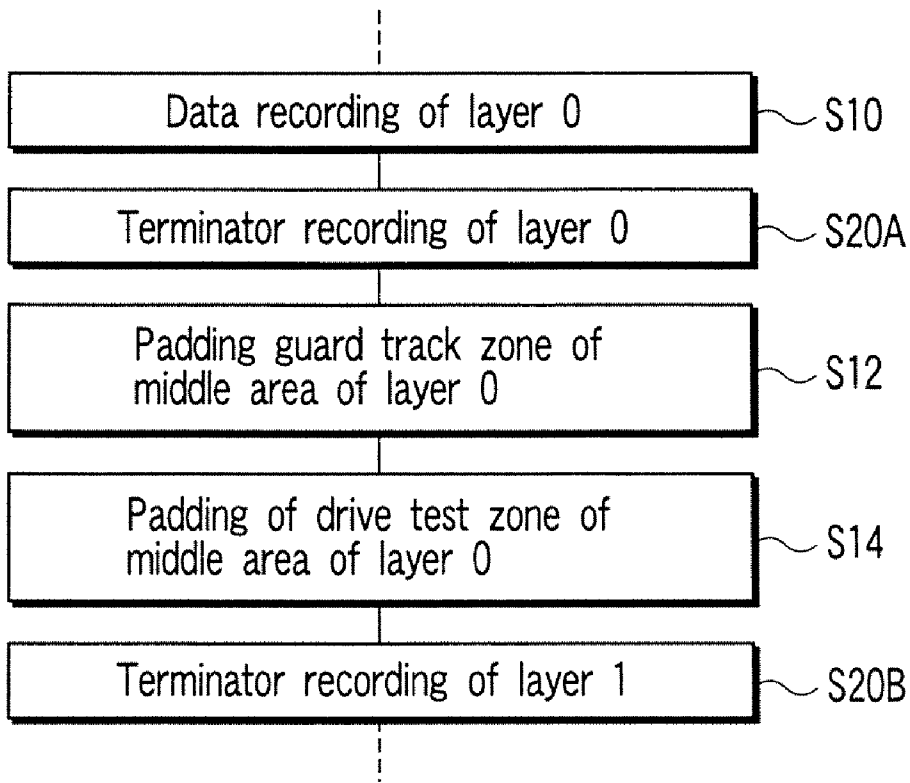 Data recording of layer 0
S10
Terminator recording of layer 0
S20A
Padding guard track zone of
middle area of layer 0
S12
Padding of drive test zone of
middle area of layer 0
S14
Terminator recording of layer 1
S20B